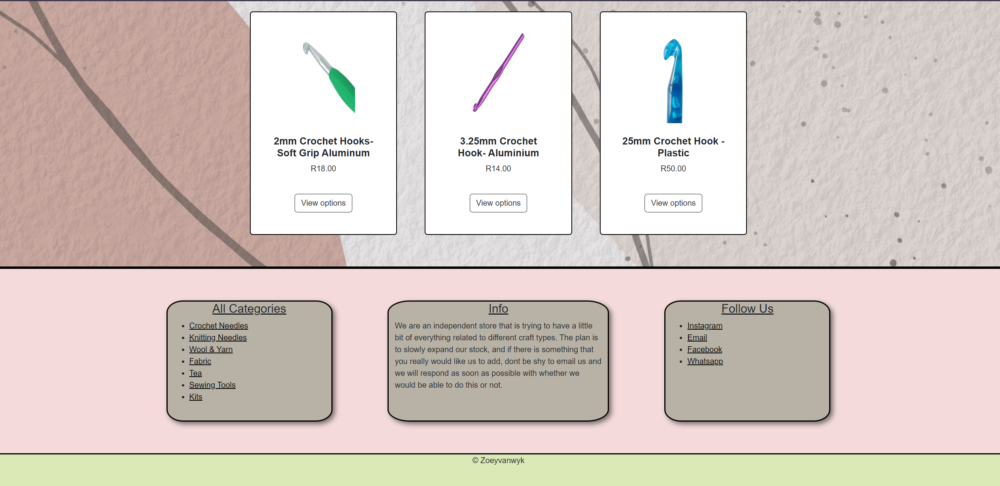 2mm Crochet Hooks-
Soft Grip Aluminum
R18.00
View options
3.25mm Crochet
Hook- Aluminium
R14.00
View options
25mm Crochet Hook -
Plastic
R50.00
View options
All Categories
Crochet Needles
Knitting Needles
Wool & Yarn
Fabric
Tea
Sewing Tools
Kits
Info
We are an independent store that is trying to have a little
bit of everything related to different craft types. The plan is
to slowly expand our stock, and if there is something that
you really would like us to add, dont be shy to email us and
we will respond as soon as possible with whether we
would be able to do this or not.
Follow Us
Instagram
Email
Facebook
Whatsapp
© Zoeyvanwyk